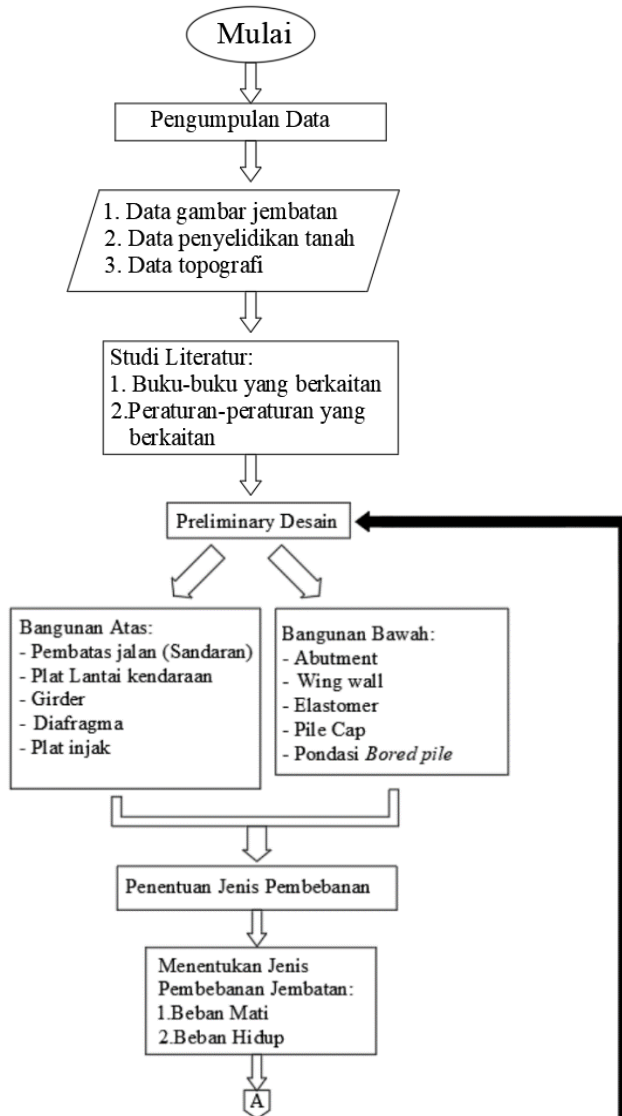 Mulai
Pengumpulan Data
1. Data gambar jembatan
2. Data penyelidikan tanah
3. Data topografi
Studi Literatur:
1. Buku-buku yang berkaitan
2.Peraturan-peraturan yang
berkaitan
Preliminary Desain
Bangunan Atas:
- Pembatas jalan (Sandaran)
- Plat Lantai kendaraan
- Girder
- Diafragma
- Plat injak
Bangunan Bawah:
- Abutment
- Wing wall
- Elastomer
- Pile Cap
- Pondasi Bored pile
Penentuan Jenis Pembebanan
Menentukan Jenis
Pembebanan Jembatan:
1.Beban Mati
2.Beban Hidup
A